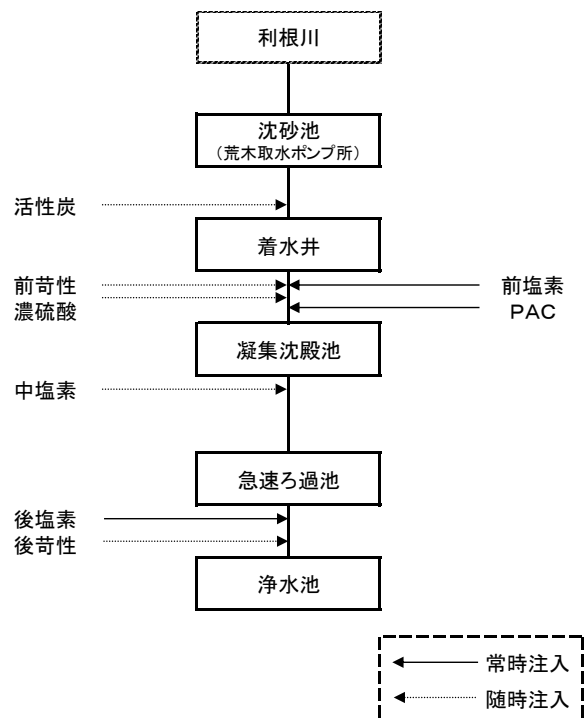 利根川
沈砂池
（荒木取水ポンプ所）
活性炭
着水井
前苛性
前塩素
濃硫酸
PAC
凝集沈殿池
中塩素
急速ろ過池
後塩素
後苛性
浄水池
常時注入
随時注入